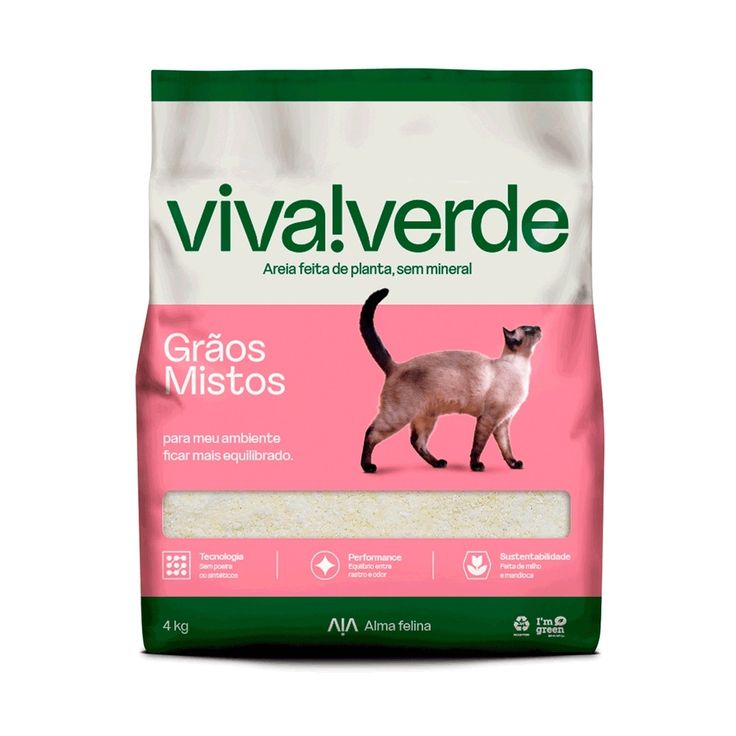 viva!verde
Areia feita de planta, sem mineral
Grãos
Mistos
para meu ambiente
ficar mais equilibrado.
Tecnologia
Sem poeira
ou sintéticos
Performance
Equilíbrio entre
rastro e odor
Sustentabilidade
Feita de milho
e mandioca
4 kg
Alma felina
I'm
green